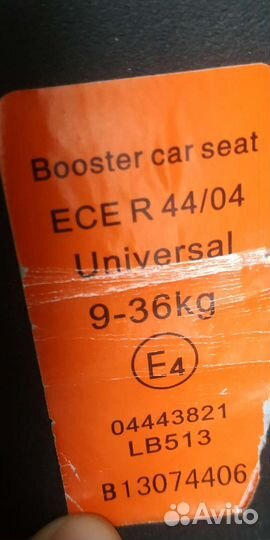 Booster car seat
ECE R 44/04
Universal
9-36kg
E4
04443821
LB513
B13074406
Avito